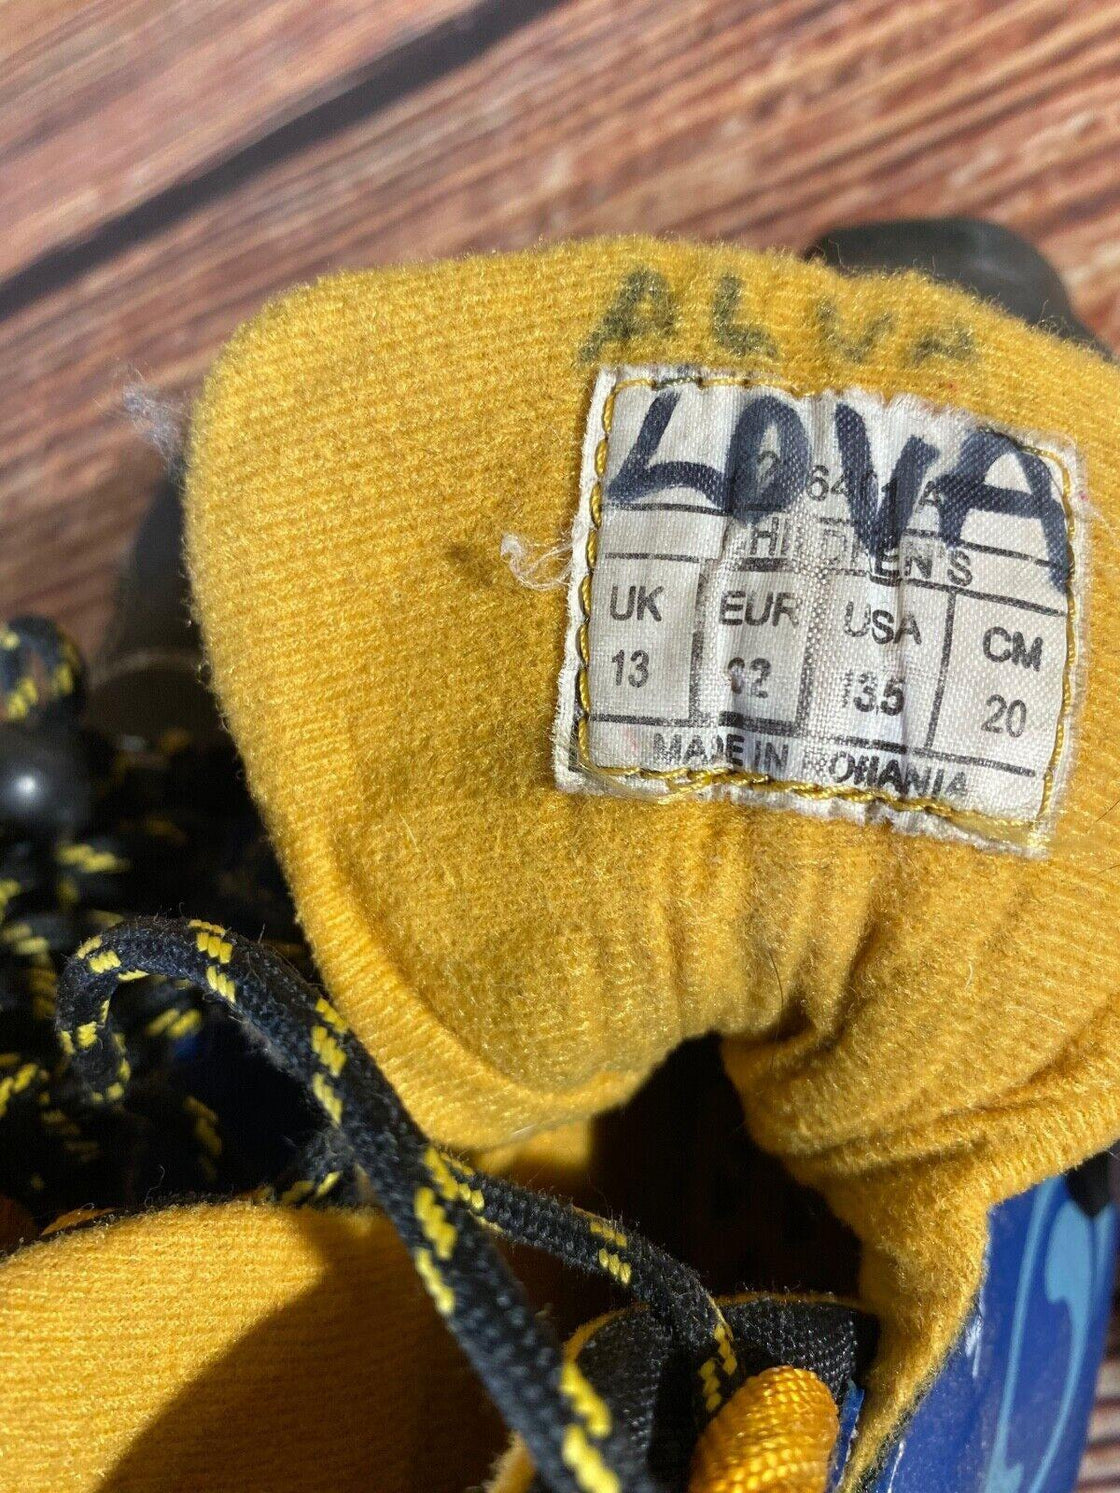 ALVA
LOVA
CHILDREN'S
UK EUR USA CM
13 32 13.5 20
MADE IN ROMANIA